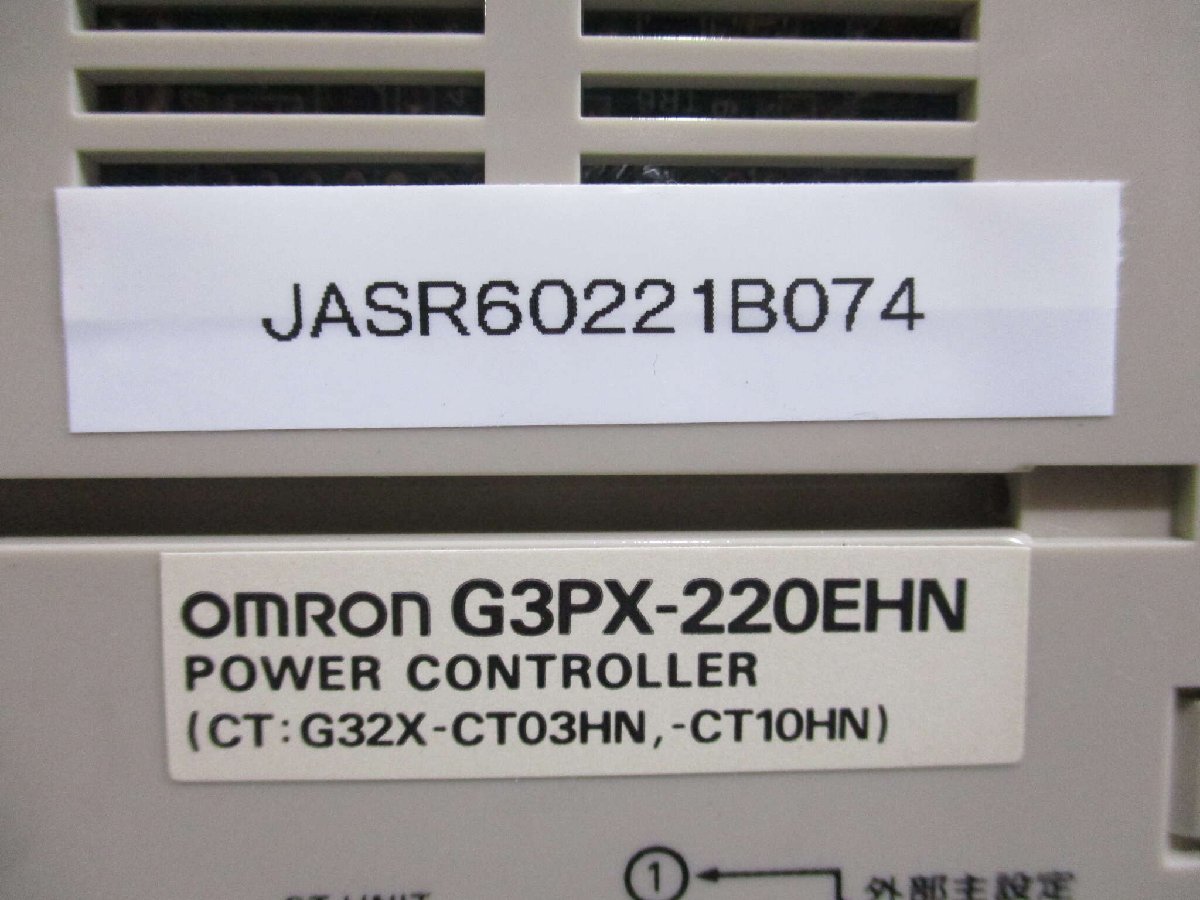 JASR60221B074
OMRON G3PX-220EHN
POWER CONTROLLER
(CT:G32X-CT03HN,-CT10HN)
① 外部主設定